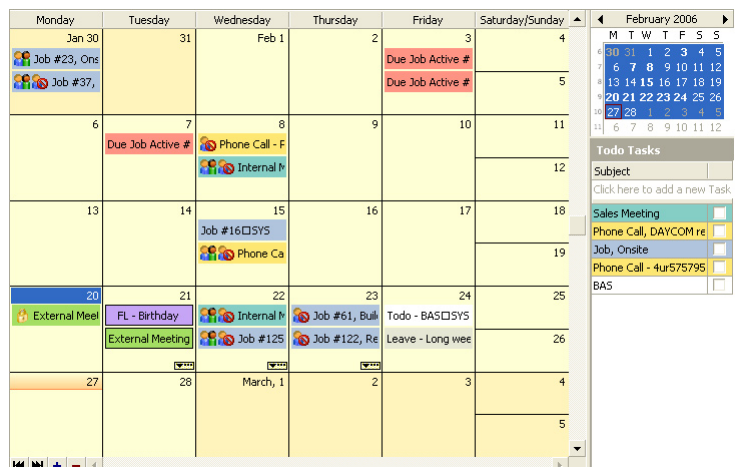 Monday Tuesday Wednesday Thursday Friday Saturday/Sunday
Jan 30 31 Feb 1 2 3 4
Job #23, Ons
Due Job Active #
Job #37,
Due Job Active #
5
6 7 8 9 10 11
Due Job Active #
Phone Call - F
Internal M
12
13 14 15 16 17 18
Job #16□SYS
Phone Ca
19
20 21 22 23 24 25
External Meet
FL - Birthday
Internal M
Job #61, Buil
Todo - BAS□SYS
External Meeting
Job #125
Job #122, Re
Leave - Long wee
26
27 28 March, 1 2 3 4
5
February 2006
M T W T F S S
6 30 31 1 2 3 4 5
7 6 7 8 9 10 11 12
8 13 14 15 16 17 18 19
9 20 21 22 23 24 25 26
10 27 28 1 2 3 4 5
11 6 7 8 9 10 11 12
Todo Tasks
Subject
Click here to add a new Task
Sales Meeting
Phone Call, DAYCOM re
Job, Onsite
Phone Call - 4ur575795
BAS